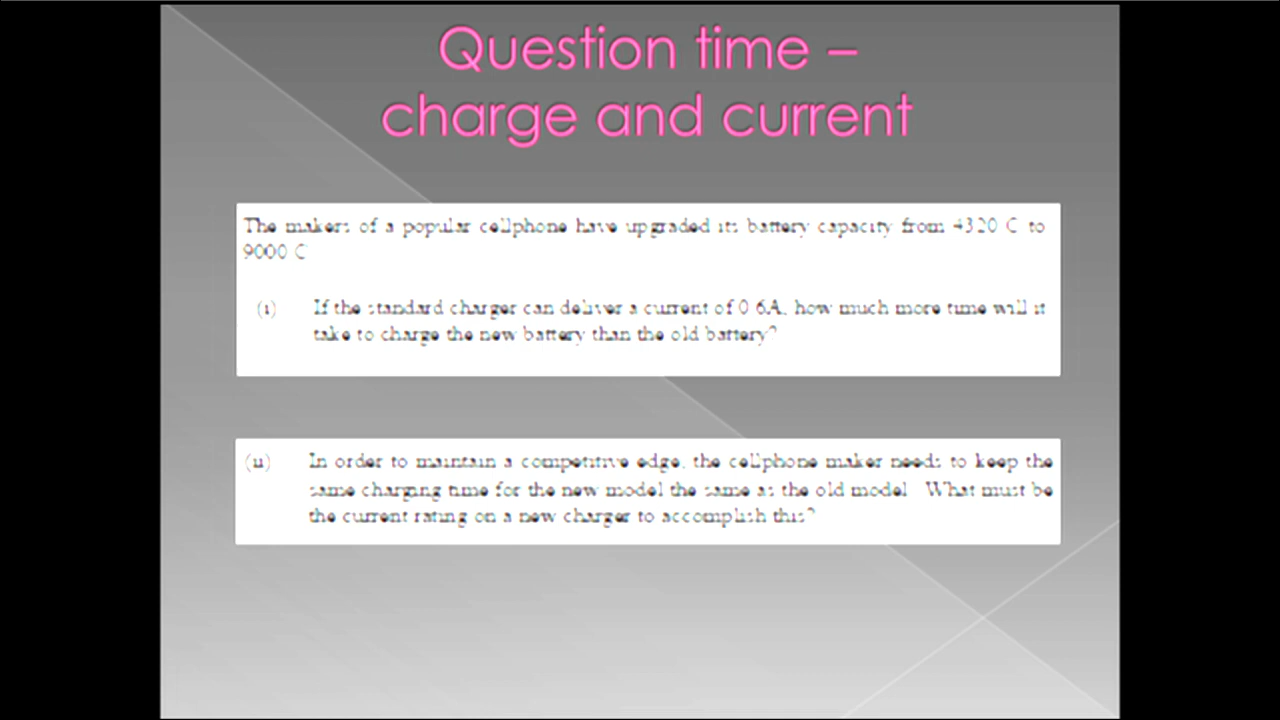 Question time –
charge and current
The makers of a popular cellphone have upgraded its battery capacity from 4320 C to
9000 C
(i) If the standard charger can deliver a current of 0.6A, how much more time will it
take to charge the new battery than the old battery?
(ii) In order to maintain a competitive edge, the cellphone maker needs to keep the
same charging time for the new model the same as the old model. What must be
the current rating on a new charger to accomplish this?